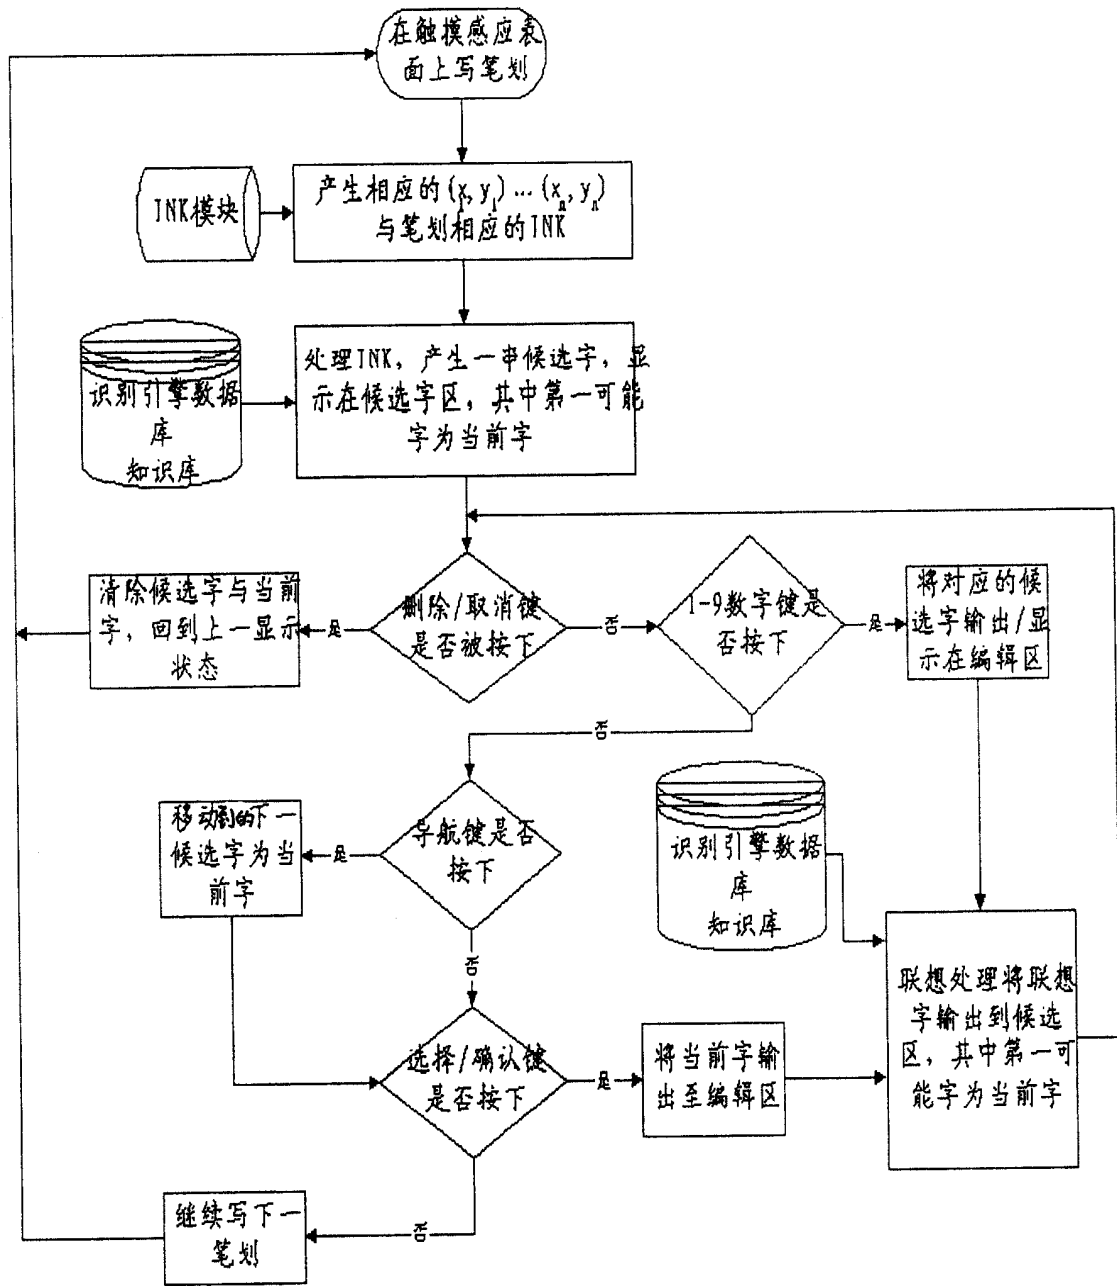 在触摸感应表
面上写笔划
INK模块
产生相应的(x₁,y₁)…(xₙ,yₙ)
与笔划相应的INK
识别引擎数据
库
知识库
处理INK，产生一串候选字，显
示在候选字区，其中第一可能
字为当前字
清除候选字与当前
字，回到上一显示
状态
是
删除/取消键
是否被按下
否
1-9数字键是
否按下
是
将对应的候
选字输出/显
示在编辑区
否
移动到的下一
候选字为当
前字
是
导航键是否
按下
识别引擎数据
库
知识库
否
选择/确认键
是否按下
是
将当前字输
出至编辑区
联想处理将联想
字输出到候选
区，其中第一可
能字为当前字
继续写下一
笔划
否